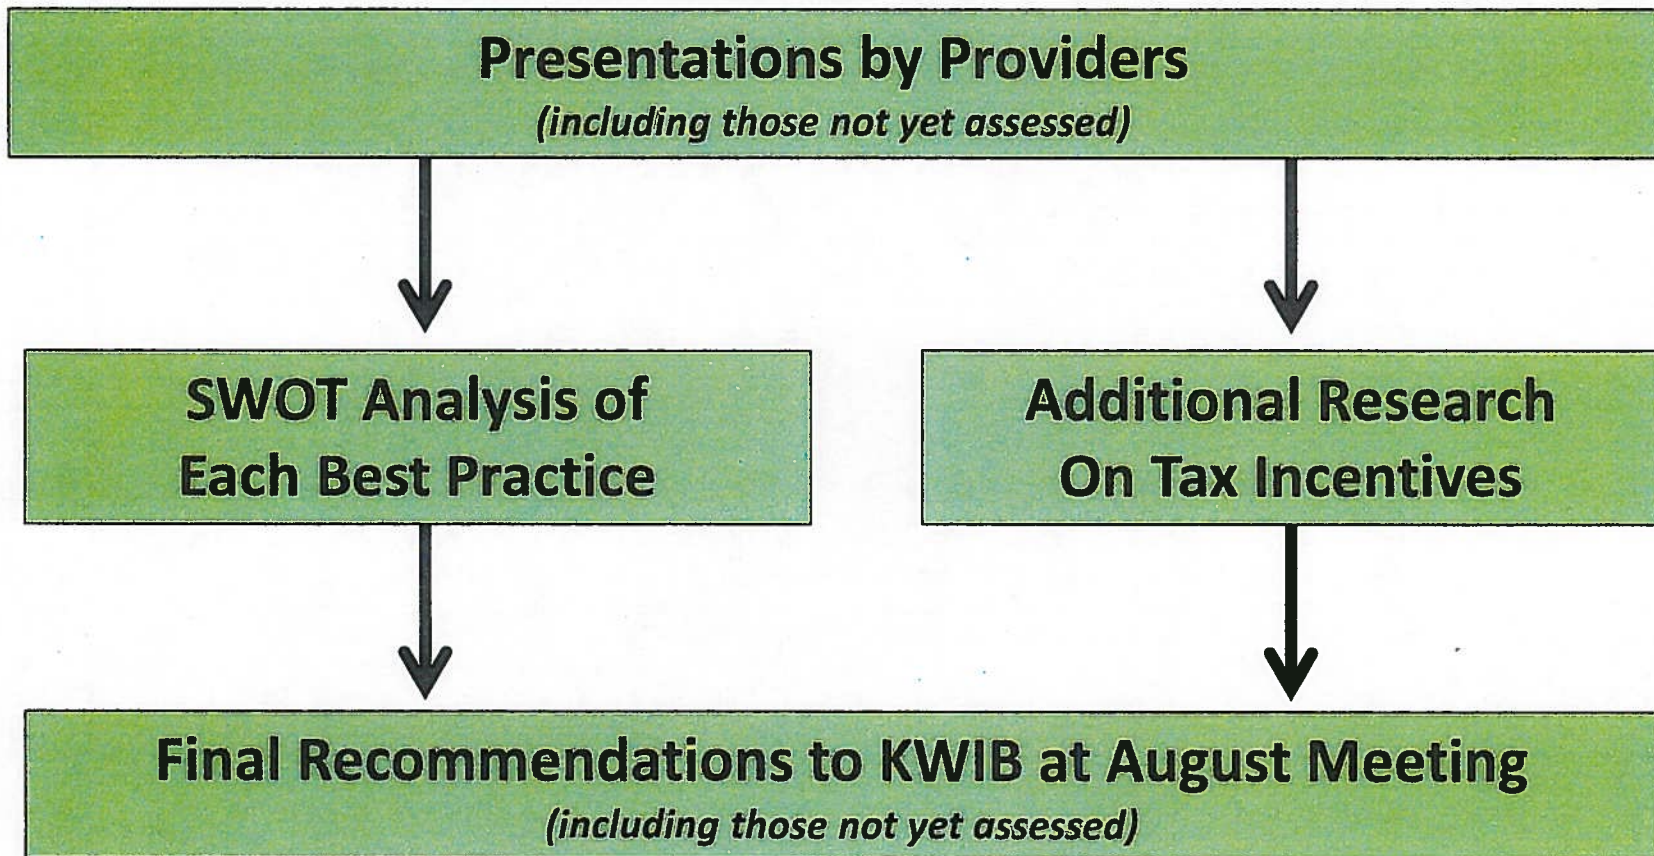 Presentations by Providers
(including those not yet assessed)
SWOT Analysis of
Each Best Practice
Additional Research
On Tax Incentives
Final Recommendations to KWIB at August Meeting
(including those not yet assessed)